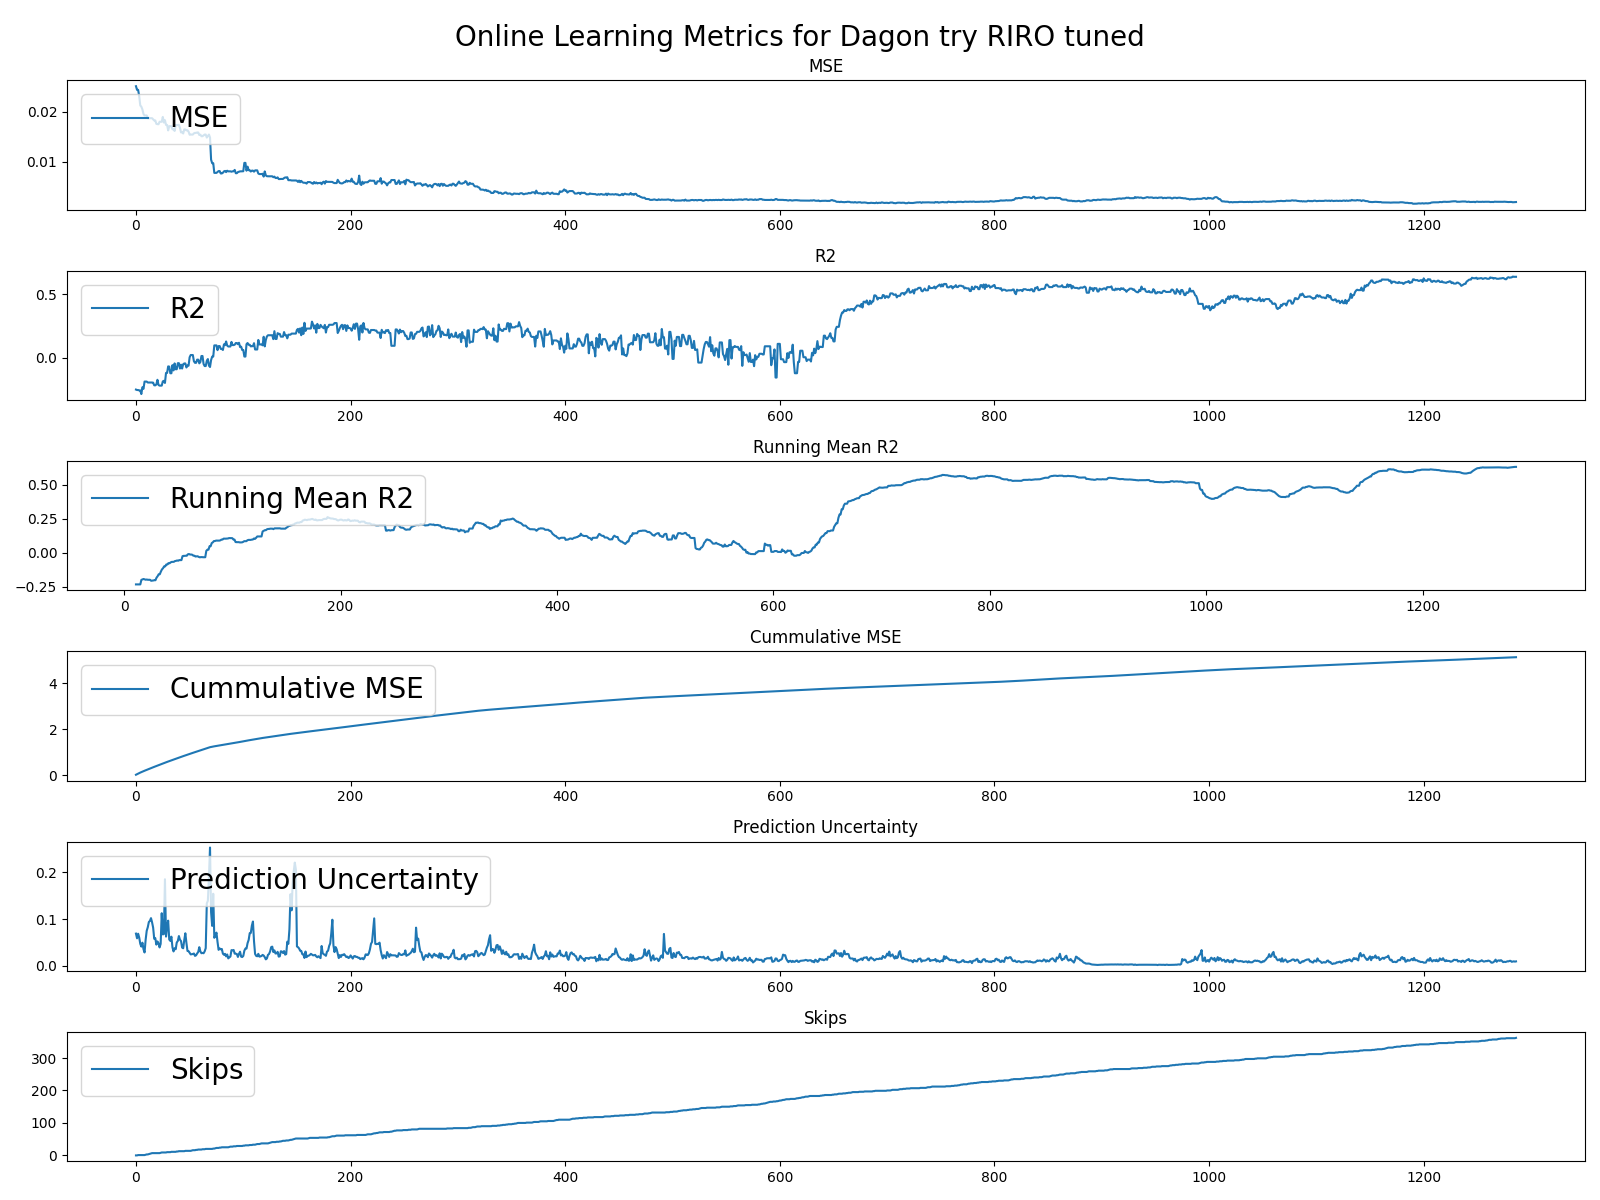 Online Learning Metrics for Dagon try RIRO tuned
MSE
MSE
0.02
0.01
0 200 400 600 800 1000 1200
R2
R2
0.5
0.0
0 200 400 600 800 1000 1200
Running Mean R2
Running Mean R2
0.50
0.25
0.00
−0.25
0 200 400 600 800 1000 1200
Cummulative MSE
Cummulative MSE
4
2
0
0 200 400 600 800 1000 1200
Prediction Uncertainty
Prediction Uncertainty
0.2
0.1
0.0
0 200 400 600 800 1000 1200
Skips
Skips
300
200
100
0
0 200 400 600 800 1000 1200